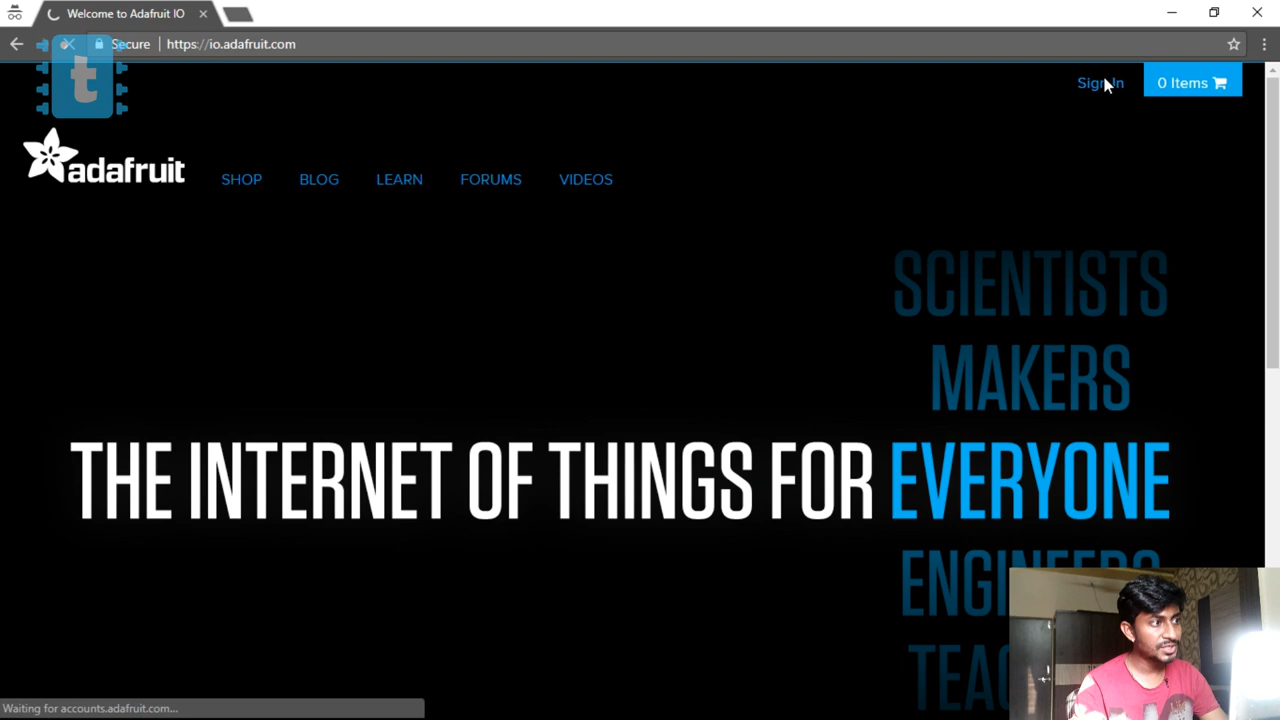 Welcome to Adafruit IO
Secure
https://io.adafruit.com
t
Sign In
0 Items
adafruit
SHOP
BLOG
LEARN
FORUMS
VIDEOS
SCIENTISTS
MAKERS
THE INTERNET OF THINGS FOR EVERYONE
Waiting for accounts.adafruit.com...